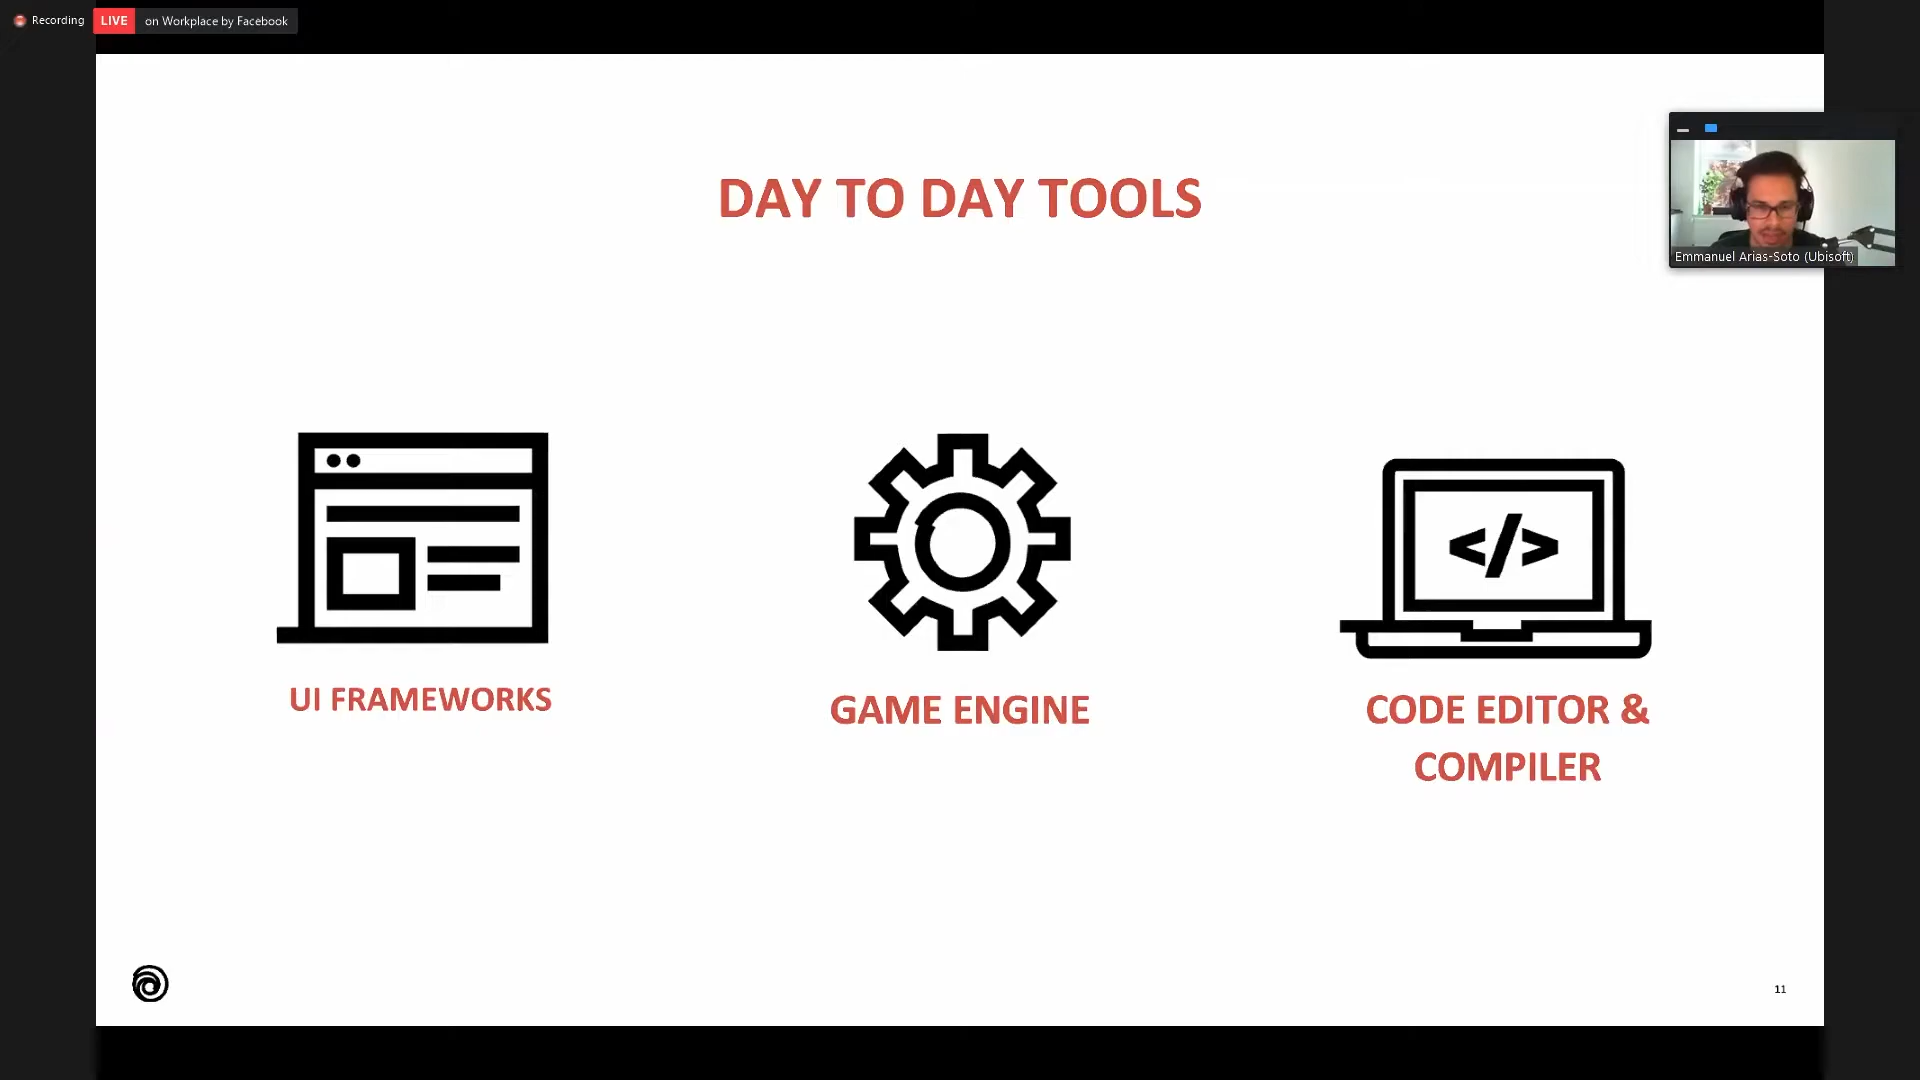 Recording
LIVE
on Workplace by Facebook
DAY TO DAY TOOLS
Emmanuel Arias-Soto (Ubisoft)
</>
UI FRAMEWORKS
GAME ENGINE
CODE EDITOR &
COMPILER
11